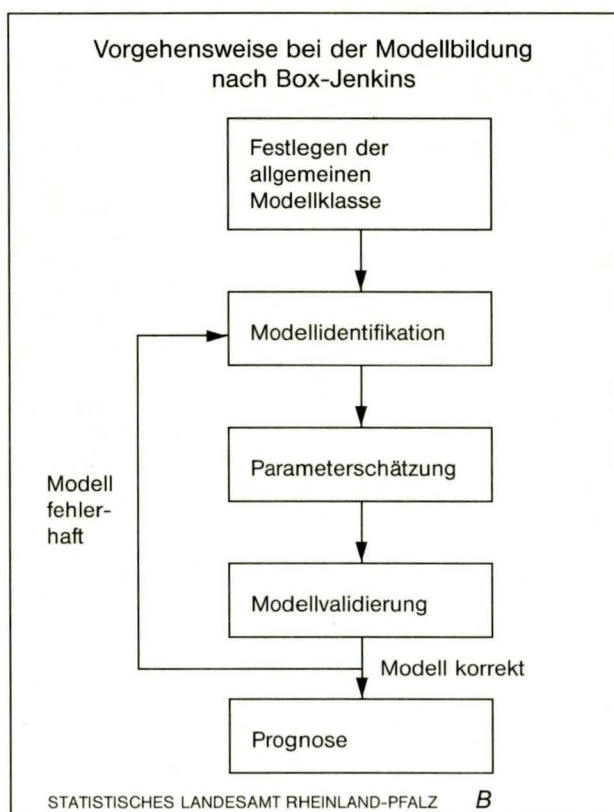 Vorgehensweise bei der Modellbildung
nach Box-Jenkins
Festlegen der
allgemeinen
Modellklasse
Modellidentifikation
Parameterschätzung
Modell
fehler-
haft
Modellvalidierung
Modell korrekt
Prognose
STATISTISCHES LANDESAMT RHEINLAND-PFALZ B